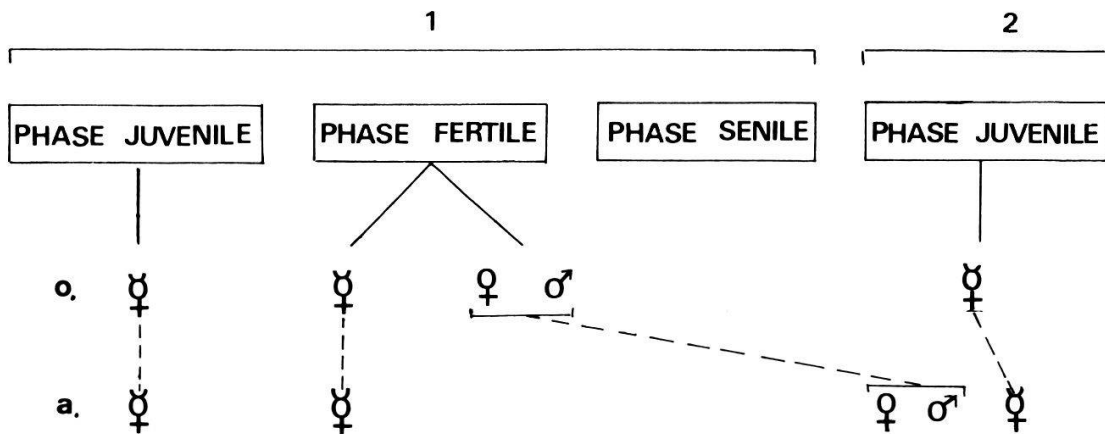 1 2
PHASE JUVENILE PHASE FERTILE PHASE SENILE PHASE JUVENILE
o. ☿ ☿ ♀ ♂ ☿
a. ☿ ☿ ♀ ♂ ☿